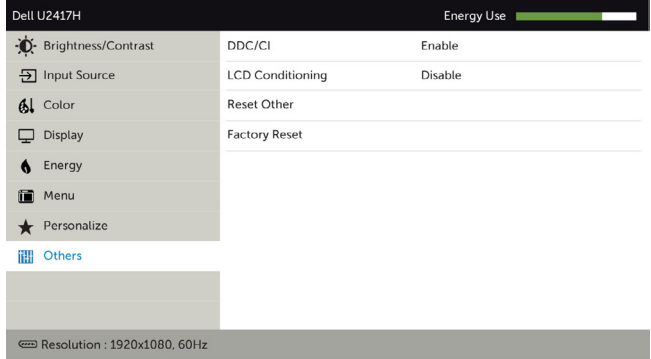 Dell U2417H Energy Use
Brightness/Contrast DDC/CI Enable
Input Source LCD Conditioning Disable
Color Reset Other
Display Factory Reset
Energy
Menu
Personalize
Others
Resolution : 1920x1080, 60Hz